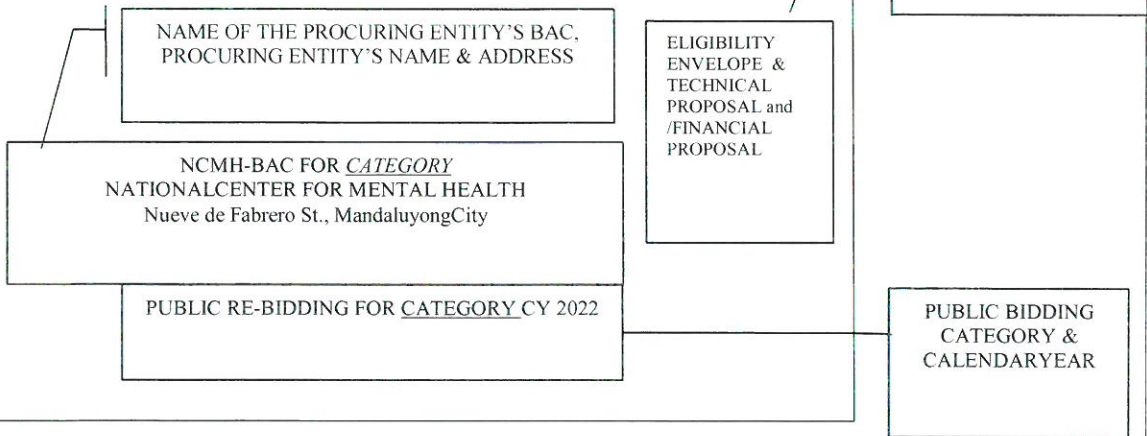 NAME OF THE PROCURING ENTITY'S BAC,
PROCURING ENTITY'S NAME & ADDRESS
ELIGIBILITY
ENVELOPE &
TECHNICAL
PROPOSAL and
/FINANCIAL
PROPOSAL
NCMH-BAC FOR CATEGORY
NATIONALCENTER FOR MENTAL HEALTH
Nueve de Fabrero St., MandaluyongCity
PUBLIC RE-BIDDING FOR CATEGORY CY 2022
PUBLIC BIDDING
CATEGORY &
CALENDARYEAR